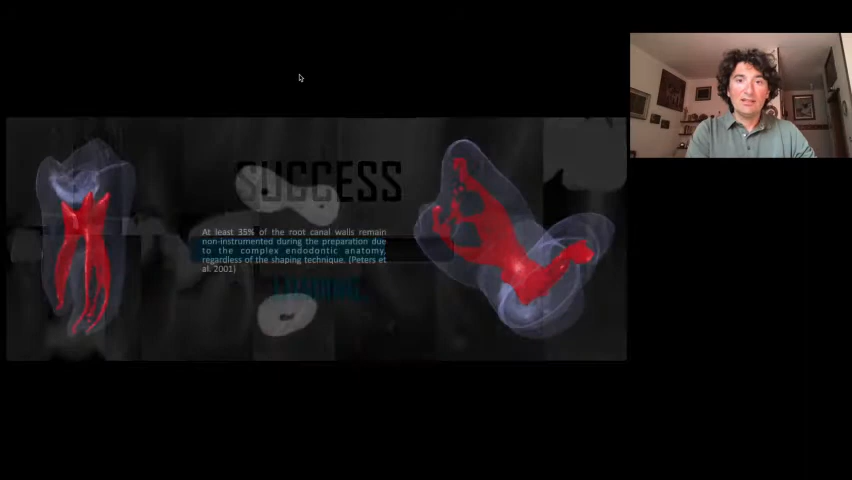 SUCCESS
At least 35% of the root canal walls remain
non-instrumented during the preparation due
to the complex endodontic anatomy,
regardless of the shaping technique. (Peters et
al. 2001)